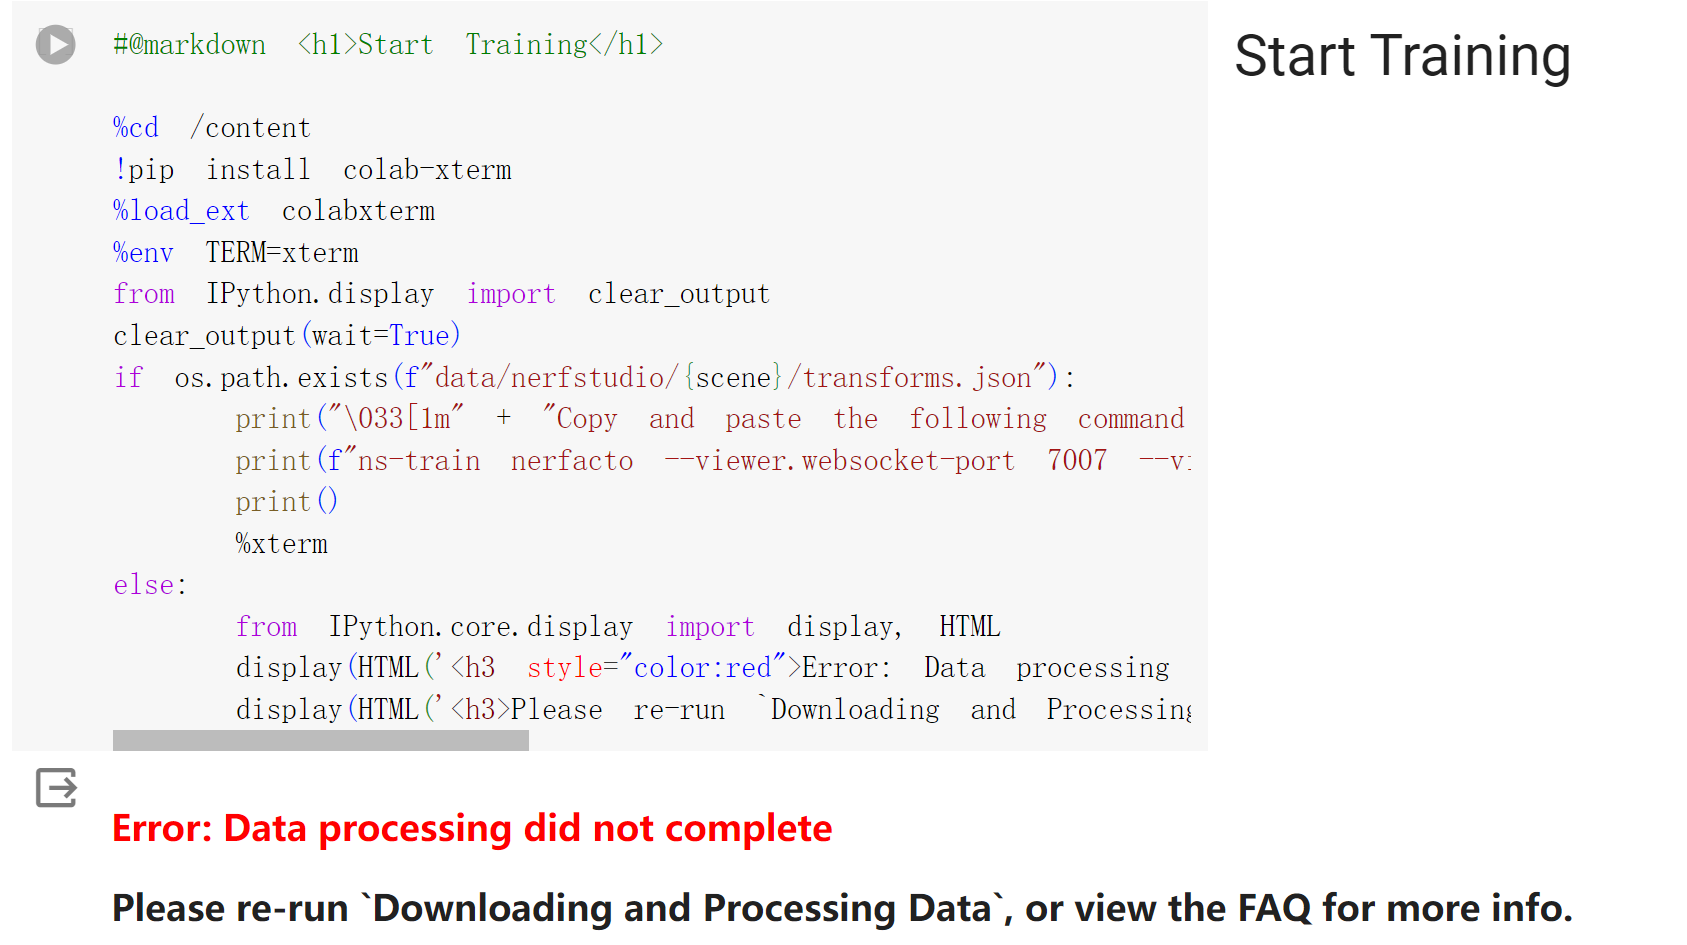 #@markdown <h1>Start Training</h1>
Start Training
%cd /content
!pip install colab-xterm
%load_ext colabxterm
%env TERM=xterm
from IPython.display import clear_output
clear_output(wait=True)
if os.path.exists(f"data/nerfstudio/{scene}/transforms.json"):
print("\033[1m" + "Copy and paste the following command
print(f"ns-train nerfacto --viewer.websocket-port 7007
print()
%xterm
else:
from IPython.core.display import display, HTML
display(HTML('<h3 style="color:red">Error: Data processing
display(HTML('<h3>Please re-run `Downloading and Processing
Error: Data processing did not complete
Please re-run `Downloading and Processing Data`, or view the FAQ for more info.